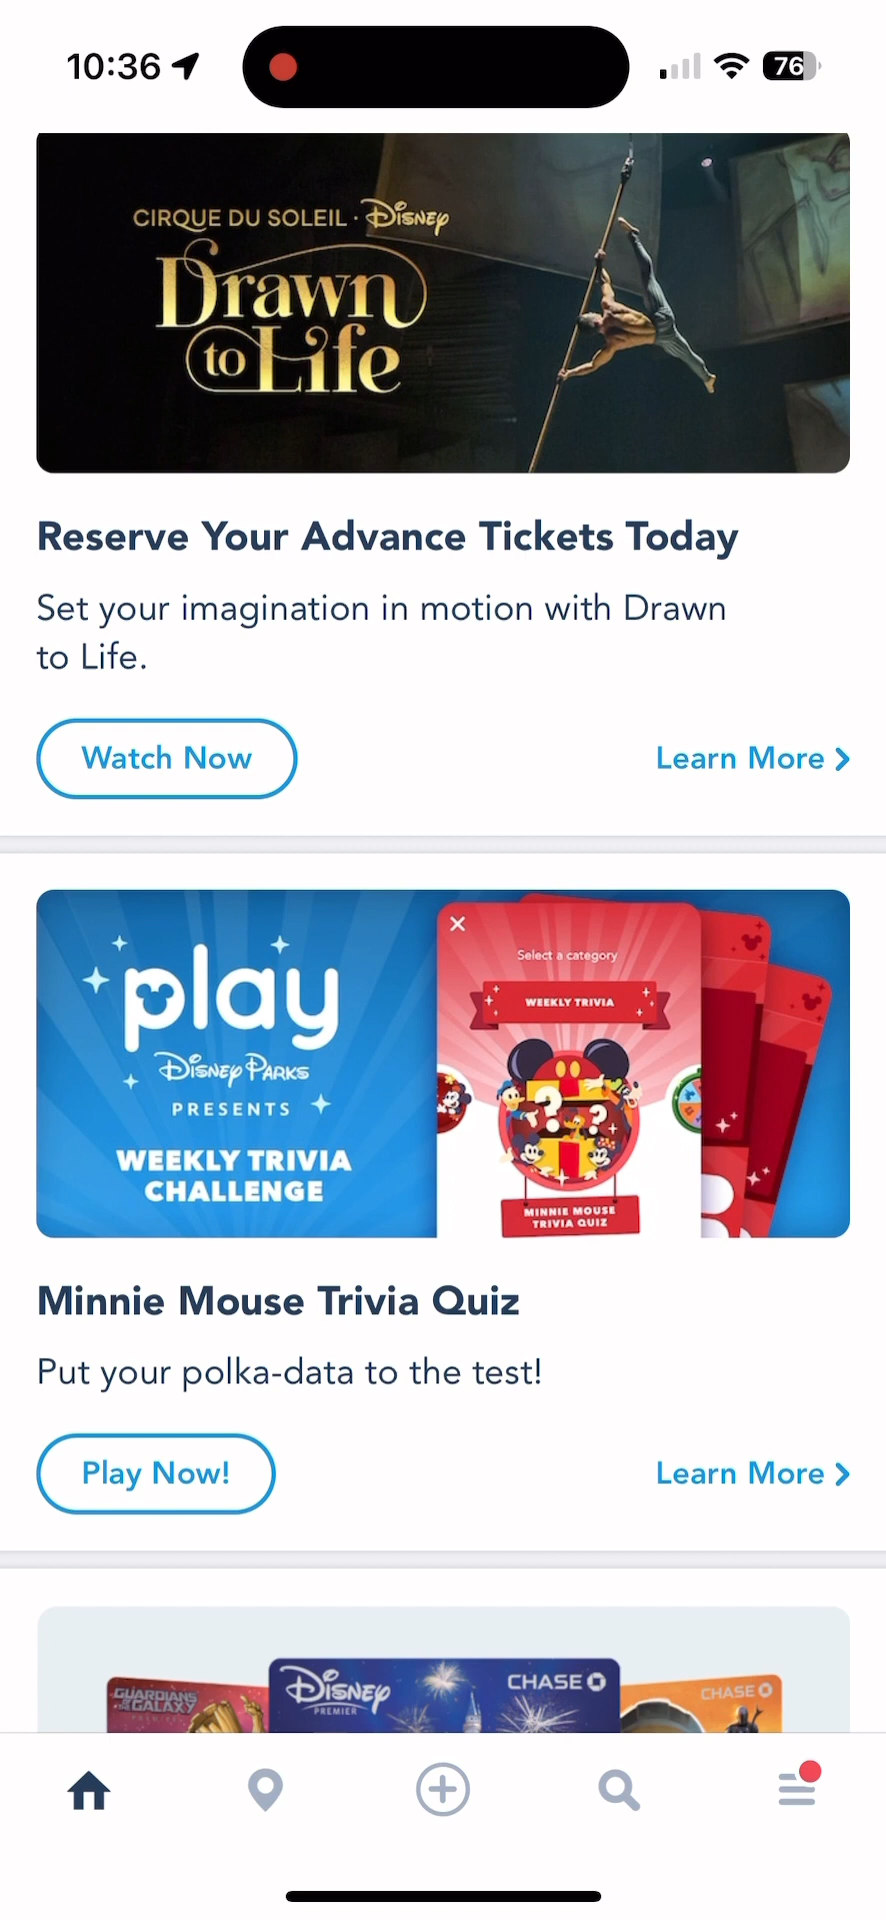 10:36
76
CIRQUE DU SOLEIL · Disney
Drawn
to Life
Reserve Your Advance Tickets Today
Set your imagination in motion with Drawn
to Life.
Watch Now
Learn More
play
Disney Parks
PRESENTS
WEEKLY TRIVIA
CHALLENGE
Select a category
WEEKLY TRIVIA
MINNIE MOUSE
TRIVIA QUIZ
Minnie Mouse Trivia Quiz
Put your polka-data to the test!
Play Now!
Learn More
GUARDIANS
OF THE GALAXY
Disney
PREMIER
CHASE
CHASE